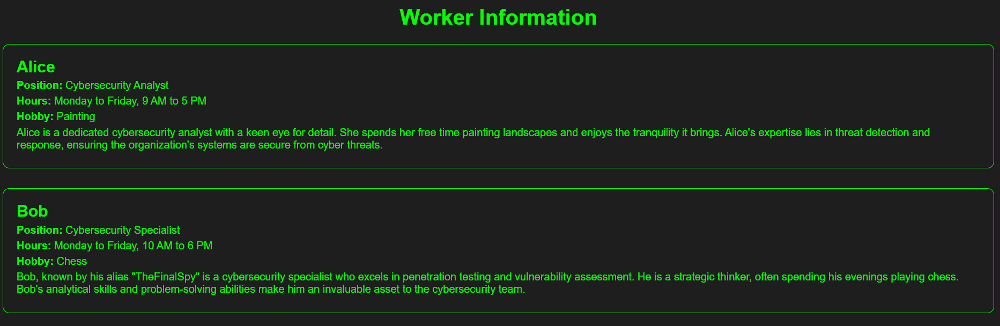 Worker Information
Alice
Position: Cybersecurity Analyst
Hours: Monday to Friday, 9 AM to 5 PM
Hobby: Painting
Alice is a dedicated cybersecurity analyst with a keen eye for detail. She spends her free time painting landscapes and enjoys the tranquility it brings. Alice's expertise lies in threat detection and
response, ensuring the organization's systems are secure from cyber threats.
Bob
Position: Cybersecurity Specialist
Hours: Monday to Friday, 10 AM to 6 PM
Hobby: Chess
Bob, known by his alias "TheFinalSpy" is a cybersecurity specialist who excels in penetration testing and vulnerability assessment. He is a strategic thinker, often spending his evenings playing chess.
Bob's analytical skills and problem-solving abilities make him an invaluable asset to the cybersecurity team.